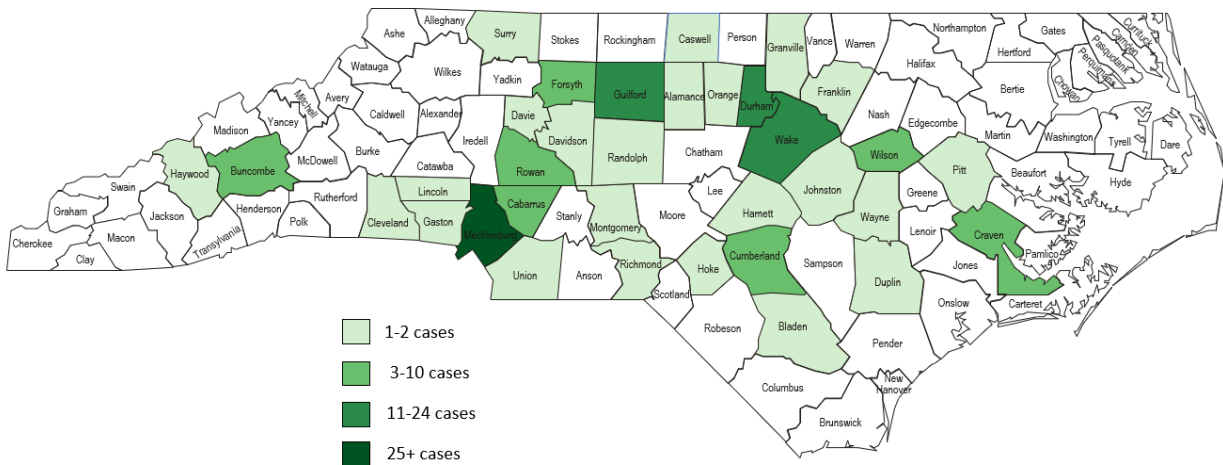 Ashe
Alleghany
Surry
Stokes
Rockingham
Caswell
Person
Granville
Vance
Warren
Northampton
Gates
Hertford
Halifax
Currituck
Camden
Pasquotank
Perquimans
Chowan
Bertie
Watauga
Wilkes
Yadkin
Forsyth
Guilford
Alamance
Orange
Durham
Franklin
Nash
Edgecombe
Martin
Washington
Tyrell
Dare
Mitchell
Avery
Yancey
Madison
Caldwell
Alexander
Iredell
Davie
Davidson
Randolph
Chatham
Wake
Wilson
Pitt
Beaufort
Hyde
Haywood
Buncombe
McDowell
Burke
Catawba
Rowan
Swain
Graham
Jackson
Henderson
Polk
Rutherford
Cleveland
Lincoln
Gaston
Cabarrus
Mecklenburg
Stanly
Montgomery
Moore
Lee
Harnett
Johnston
Wayne
Greene
Lenoir
Craven
Pamlico
Cherokee
Clay
Macon
Transylvania
Union
Anson
Richmond
Scotland
Hoke
Cumberland
Sampson
Duplin
Jones
Onslow
Carteret
Robeson
Bladen
Pender
Columbus
New
Hanover
Brunswick
1-2 cases
3-10 cases
11-24 cases
25+ cases